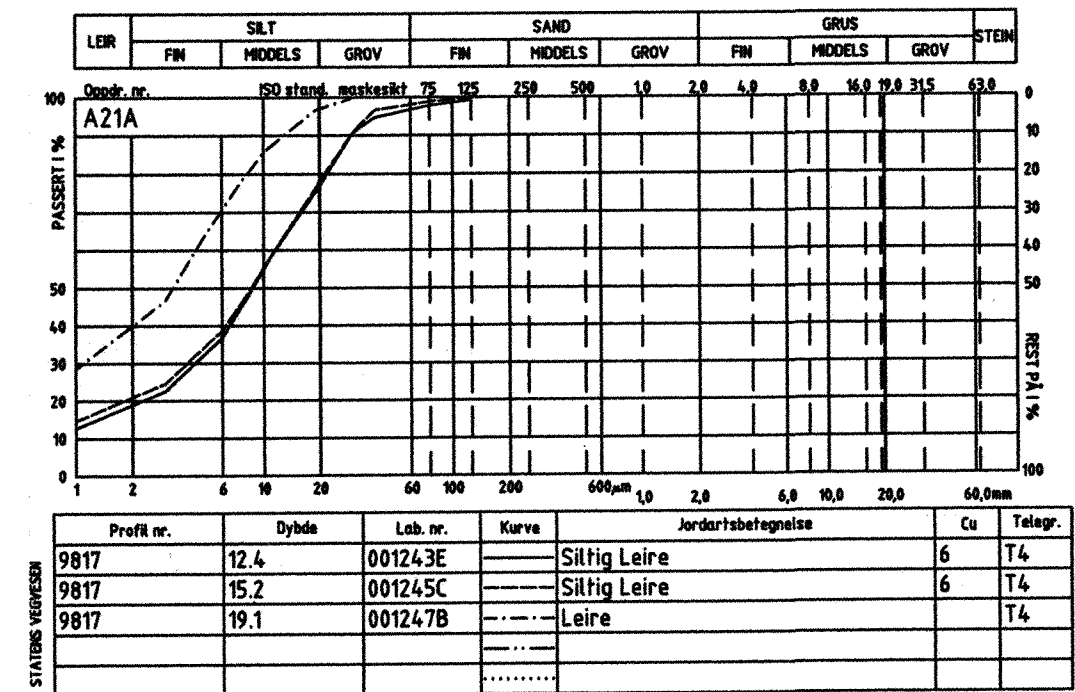 LEIR SILT SAND GRUS STEIN
FIN MIDDELS GROV FIN MIDDELS GROV FIN MIDDELS GROV
Oppdr. nr. ISO stand. maskesikt 75 125 250 500 1,0 2,0 4,0 8,0 16,0 19,0 31,5 63,0
A21A
PASSERT I %
100
50
40
30
20
10
0
0
10
20
30
40
50
REST PÅ I %
100
1 2 6 10 20 60 100 200 600µm 1,0 2,0 6,0 10,0 20,0 60,0mm
Profil nr. Dybde Lab. nr. Kurve Jordartsbetegnelse Cu Telegr.
9817 12.4 001243E Siltig Leire 6 T4
9817 15.2 001245C Siltig Leire 6 T4
9817 19.1 001247B Leire T4
STATENS VEGVESEN